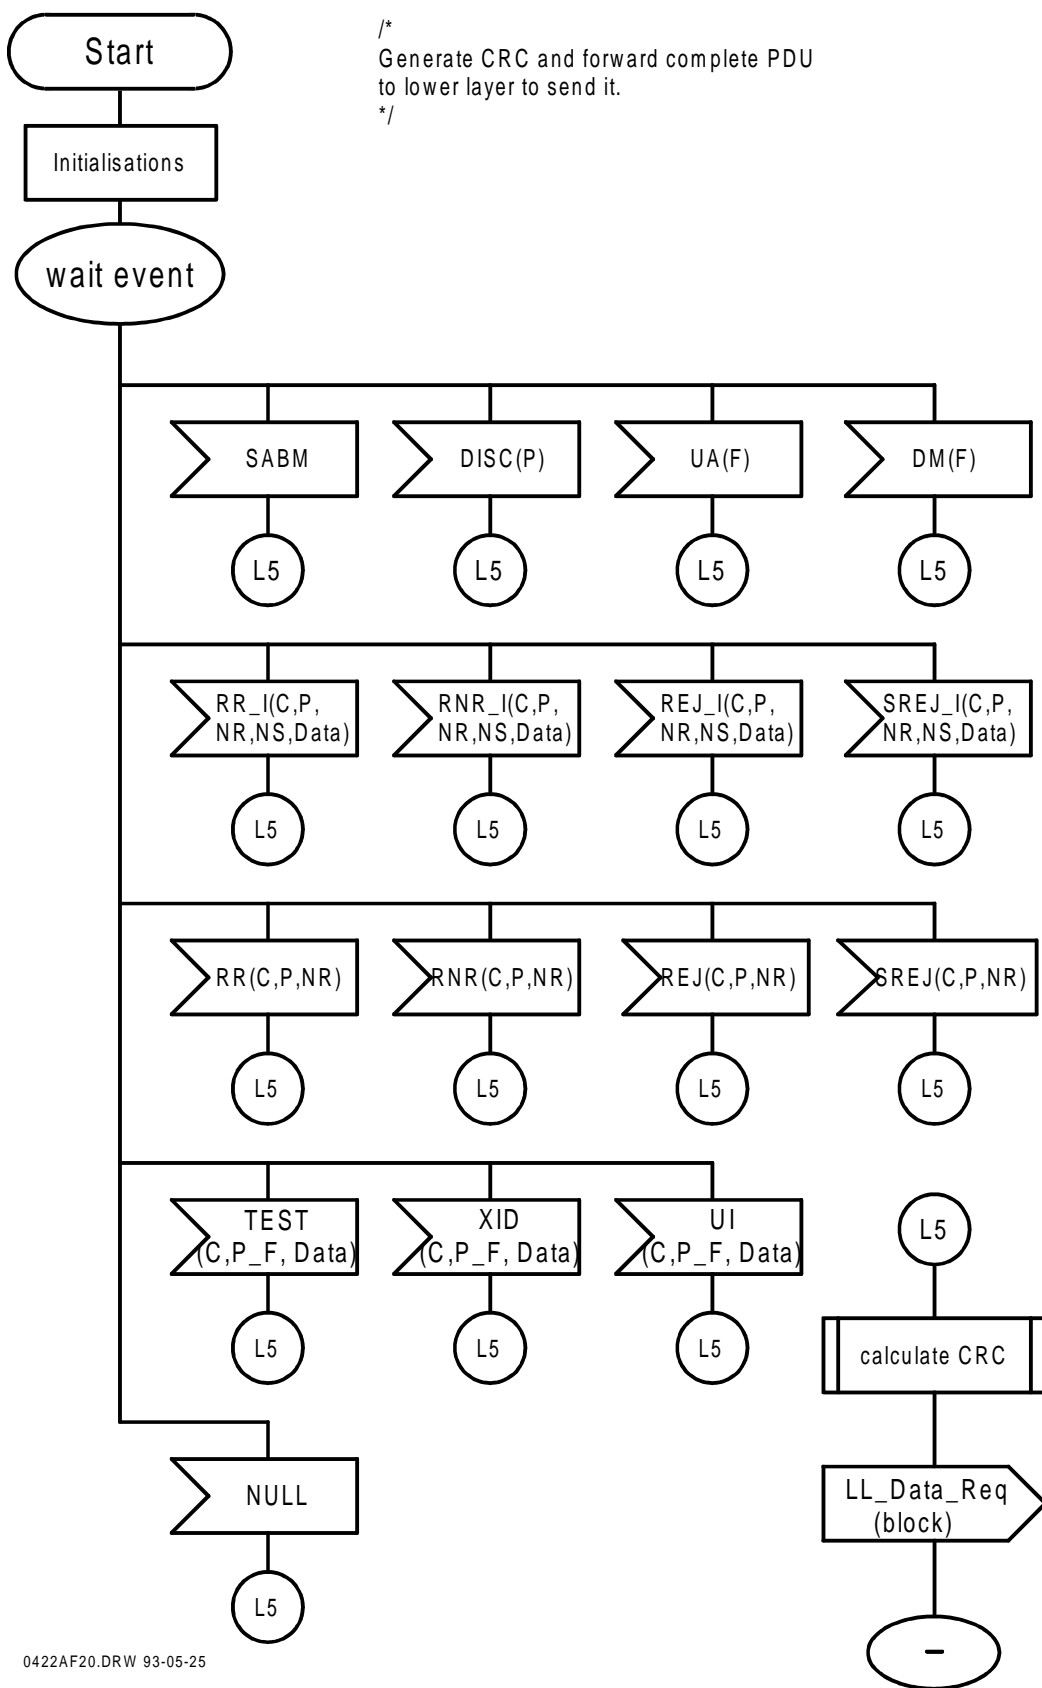 Start
/*
Generate CRC and forward complete PDU
to lower layer to send it.
*/
Initialisations
wait event
SABM
DISC(P)
UA(F)
DM(F)
L5
L5
L5
L5
RR_I(C,P,
NR,NS,Data)
RNR_I(C,P,
NR,NS,Data)
REJ_I(C,P,
NR,NS,Data)
SREJ_I(C,P,
NR,NS,Data)
L5
L5
L5
L5
RR(C,P,NR)
RNR(C,P,NR)
REJ(C,P,NR)
SREJ(C,P,NR)
L5
L5
L5
L5
TEST
(C,P_F, Data)
XID
(C,P_F, Data)
UI
(C,P_F, Data)
L5
L5
L5
L5
calculate CRC
NULL
LL_Data_Req
(block)
L5
–
0422AF20.DRW 93-05-25